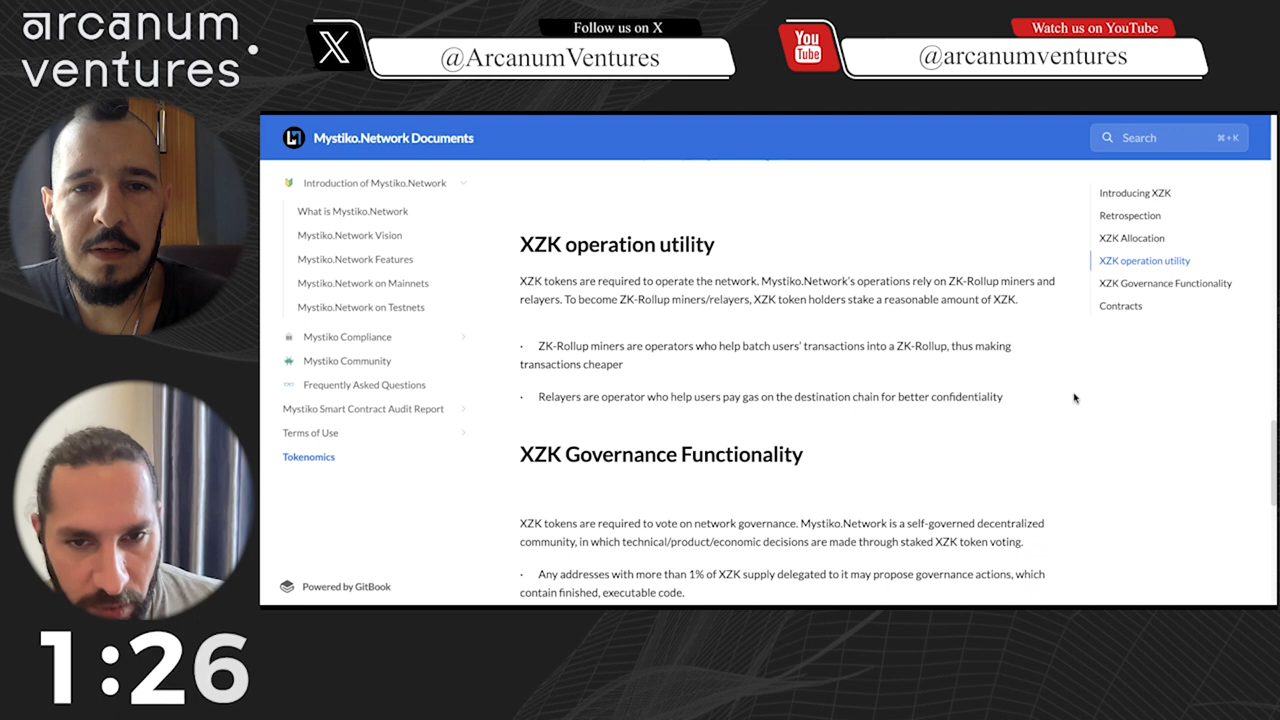 arcanum
ventures.
Follow us on X
@ArcanumVentures
Watch us on YouTube
You
Tube
@arcanumventures
Mystiko.Network Documents
Search
⌘+K
Introduction of Mystiko.Network
What is Mystiko.Network
Mystiko.Network Vision
Mystiko.Network Features
Mystiko.Network on Mainnets
Mystiko.Network on Testnets
Mystiko Compliance
Mystiko Community
Frequently Asked Questions
Mystiko Smart Contract Audit Report
Terms of Use
Tokenomics
Powered by GitBook
XZK operation utility
XZK tokens are required to operate the network. Mystiko.Network's operations rely on ZK-Rollup miners and
relayers. To become ZK-Rollup miners/relayers, XZK token holders stake a reasonable amount of XZK.
· ZK-Rollup miners are operators who help batch users' transactions into a ZK-Rollup, thus making
transactions cheaper
· Relayers are operator who help users pay gas on the destination chain for better confidentiality
XZK Governance Functionality
XZK tokens are required to vote on network governance. Mystiko.Network is a self-governed decentralized
community, in which technical/product/economic decisions are made through staked XZK token voting.
· Any addresses with more than 1% of XZK supply delegated to it may propose governance actions, which
contain finished, executable code.
Introducing XZK
Retrospection
XZK Allocation
XZK operation utility
XZK Governance Functionality
Contracts
1:26